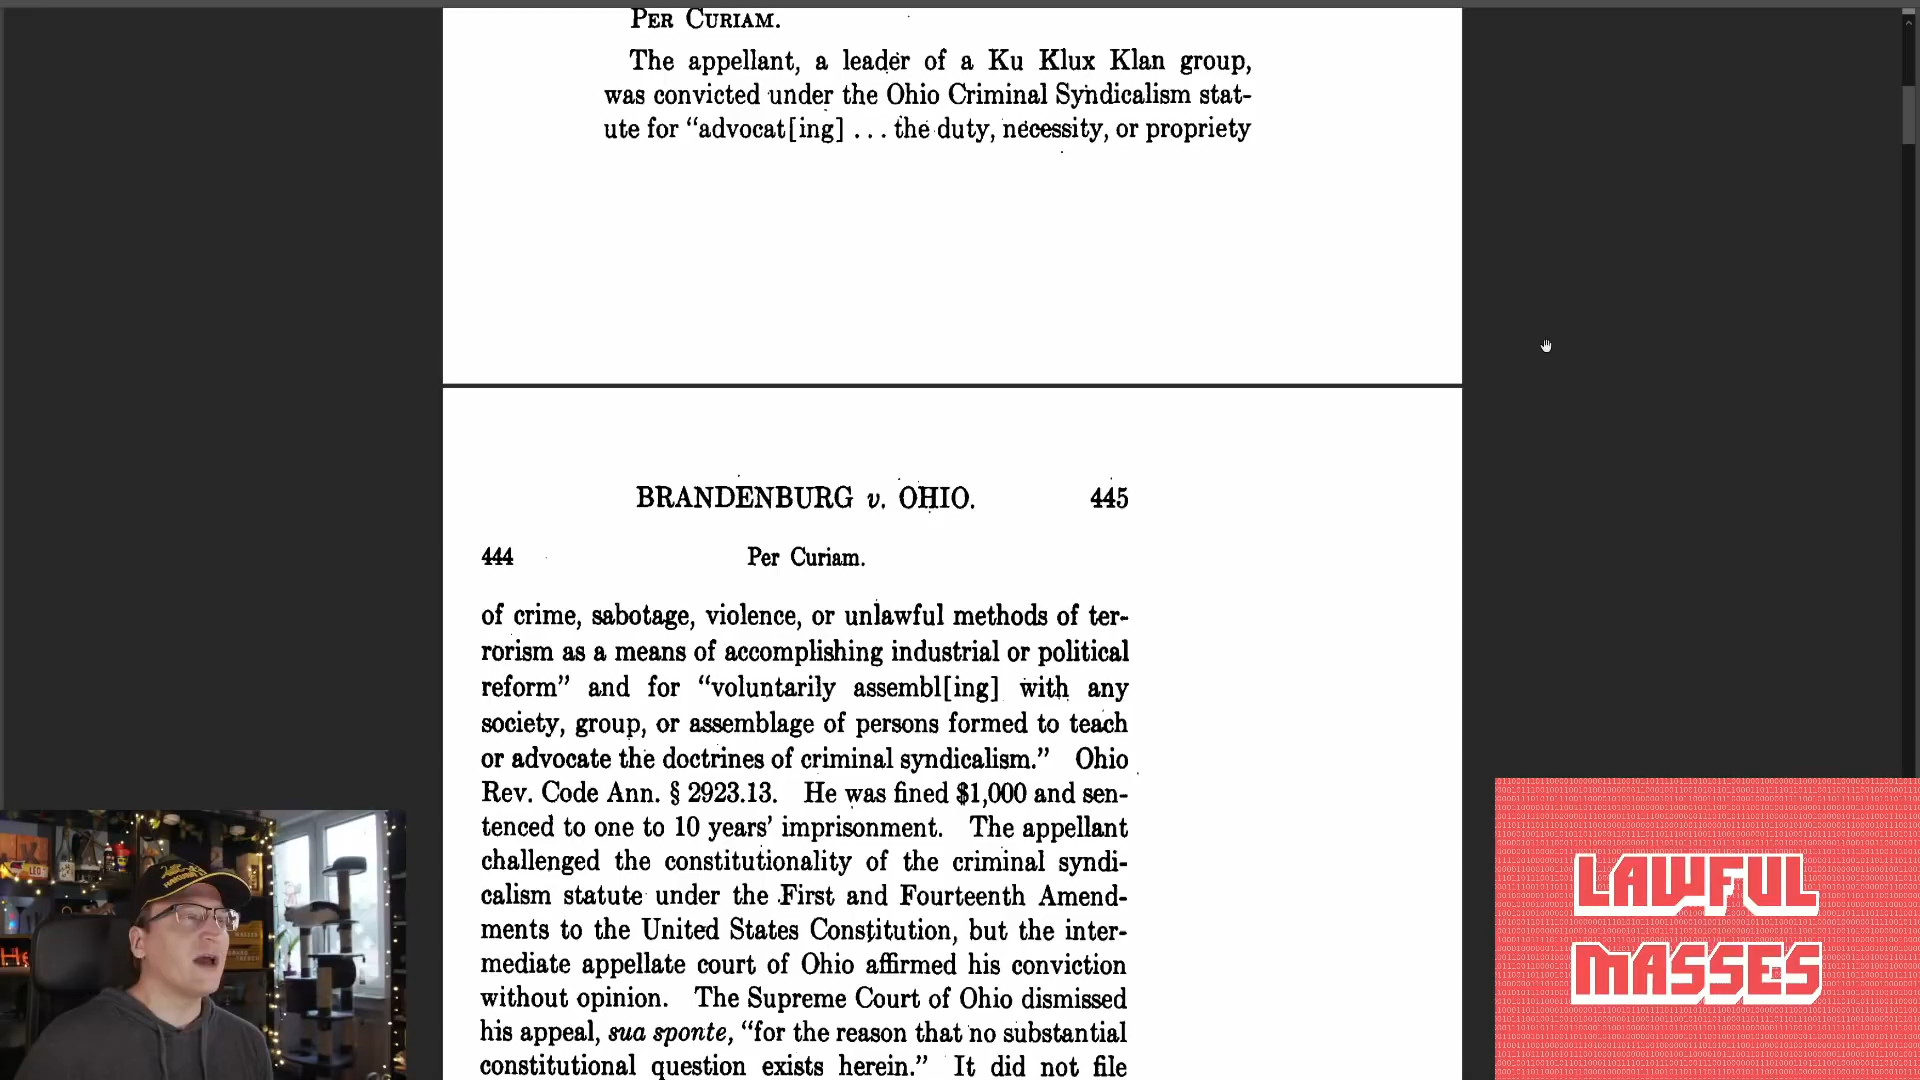 PER CURIAM.
The appellant, a leader of a Ku Klux Klan group,
was convicted under the Ohio Criminal Syndicalism stat-
ute for “advocat[ing] . . . the duty, necessity, or propriety
BRANDENBURG v. OHIO. 445
444 Per Curiam.
of crime, sabotage, violence, or unlawful methods of ter-
rorism as a means of accomplishing industrial or political
reform” and for “voluntarily assembl[ing] with any
society, group, or assemblage of persons formed to teach
or advocate the doctrines of criminal syndicalism.” Ohio
Rev. Code Ann. § 2923.13. He was fined $1,000 and sen-
tenced to one to 10 years’ imprisonment. The appellant
challenged the constitutionality of the criminal syndi-
calism statute under the First and Fourteenth Amend-
ments to the United States Constitution, but the inter-
mediate appellate court of Ohio affirmed his conviction
without opinion. The Supreme Court of Ohio dismissed
his appeal, sua sponte, “for the reason that no substantial
constitutional question exists herein.” It did not file
LAWFUL
MASSES